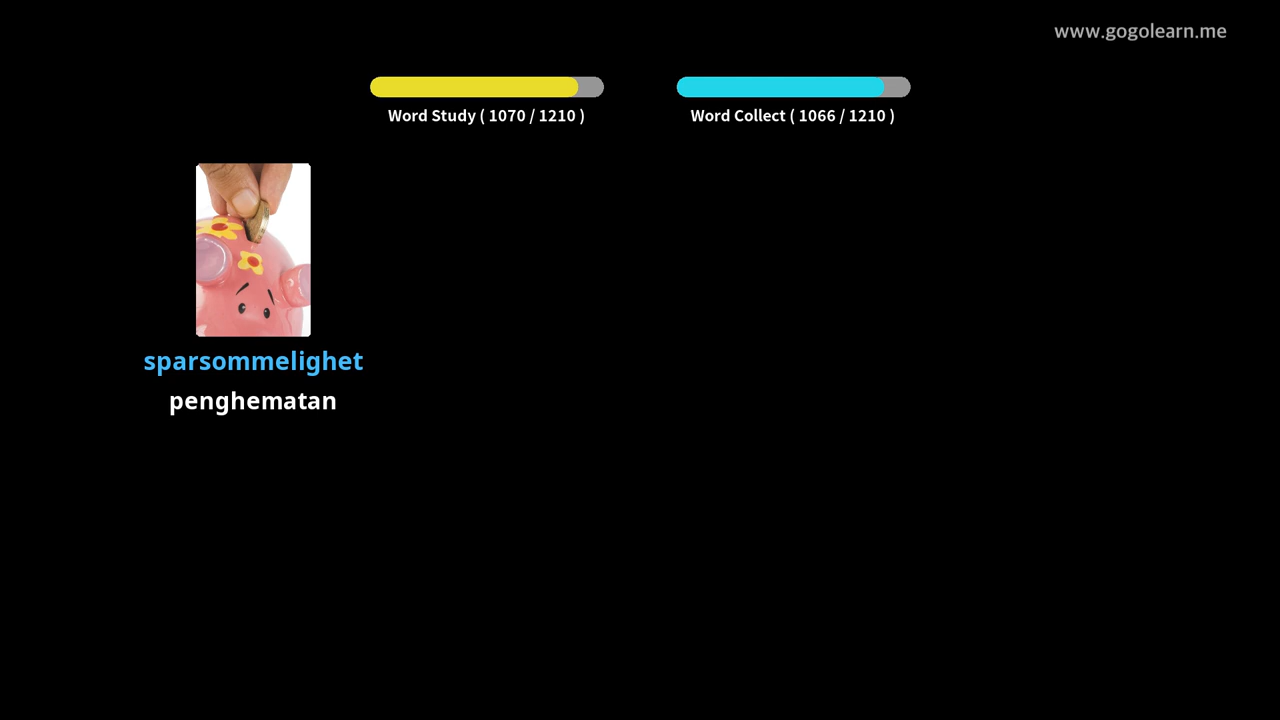 www.gogolearn.me
Word Study ( 1070 / 1210 )
Word Collect ( 1066 / 1210 )
sparsommelighet
penghematan